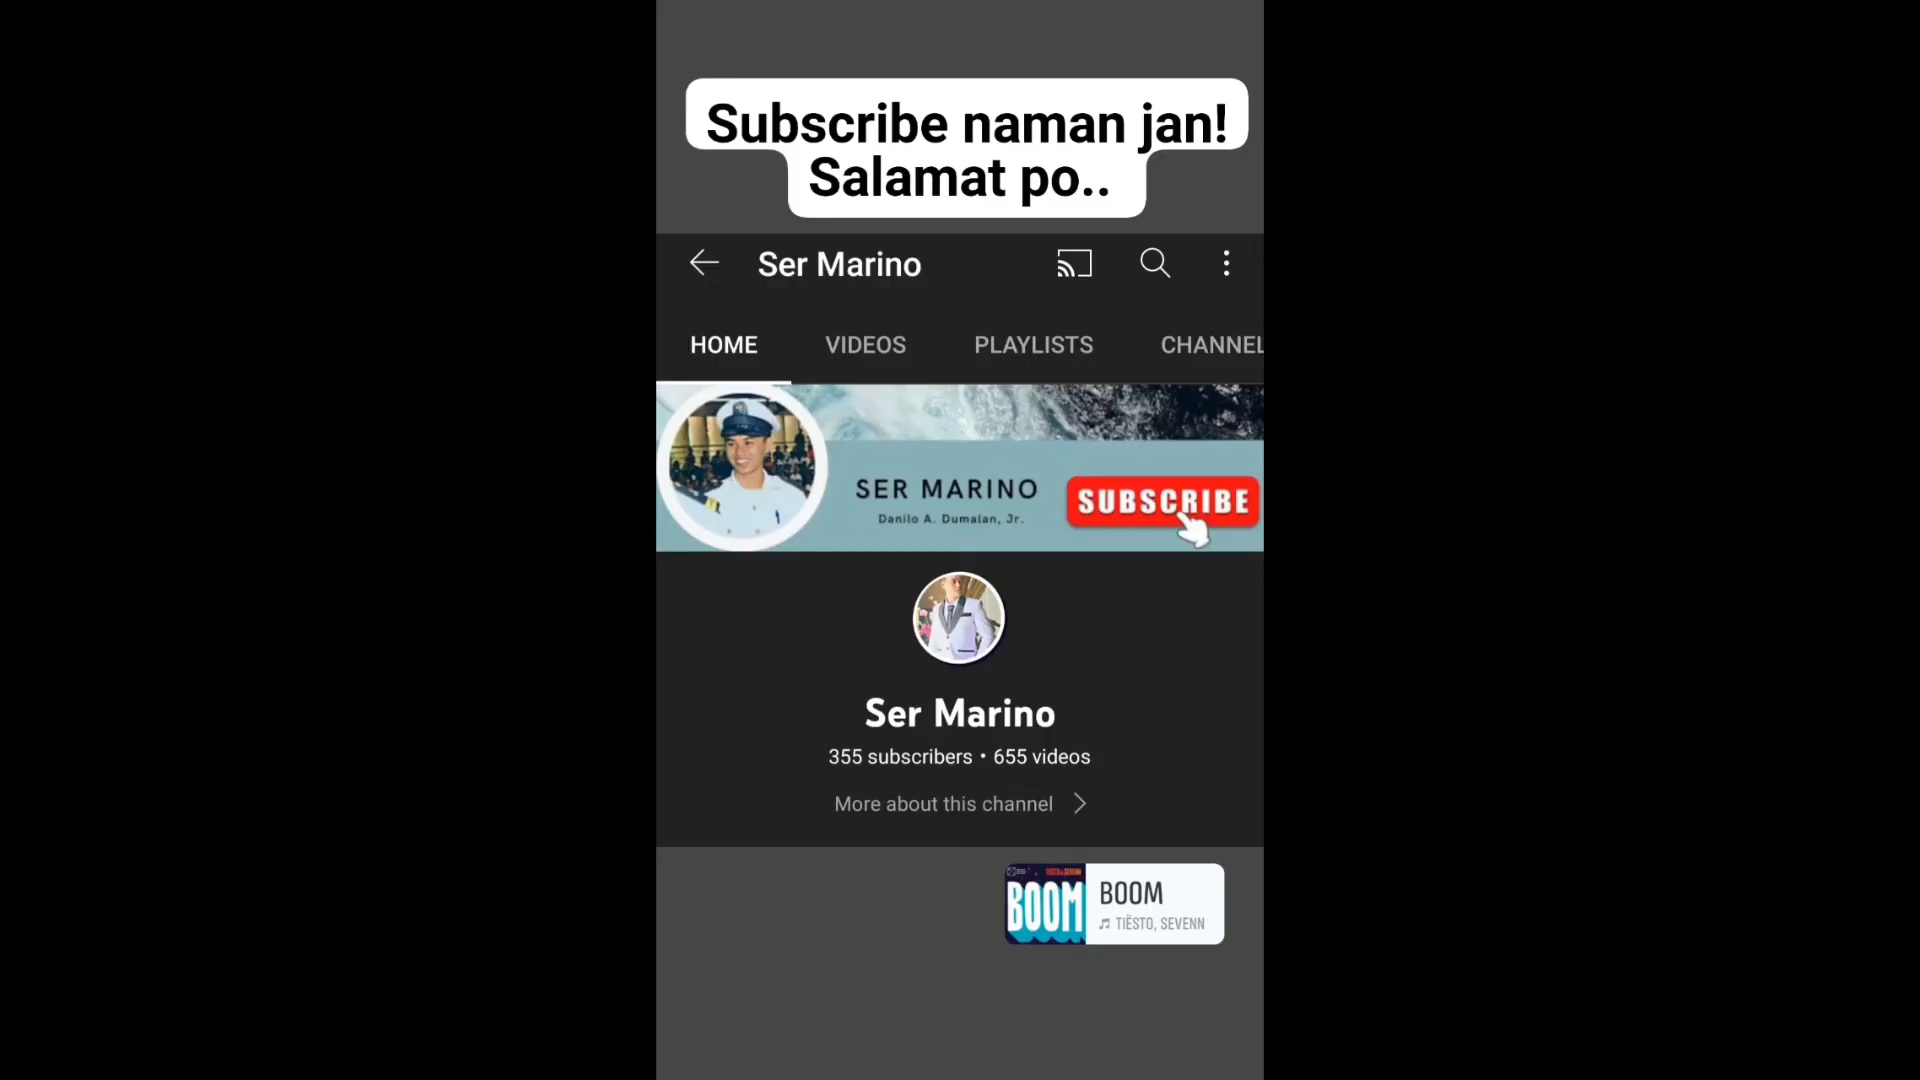 Subscribe naman jan!
Salamat po..
Ser Marino
HOME VIDEOS PLAYLISTS CHANNEL
SER MARINO
Danilo A. Dumalan, Jr.
SUBSCRIBE
Ser Marino
355 subscribers • 655 videos
More about this channel
BOOM
BOOM
TIËSTO, SEVENN